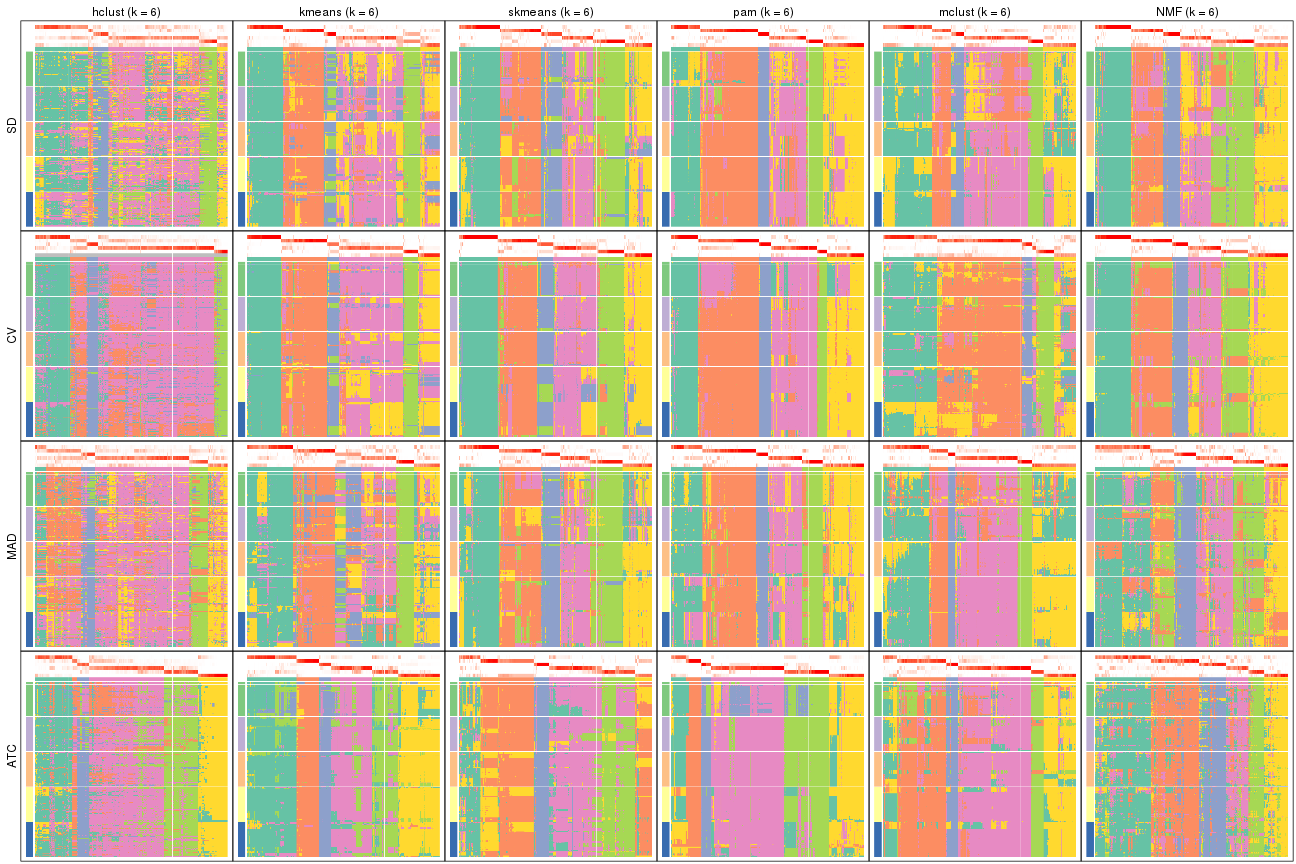 hclust (k = 6)
kmeans (k = 6)
skmeans (k = 6)
pam (k = 6)
mclust (k = 6)
NMF (k = 6)
SD
CV
MAD
ATC